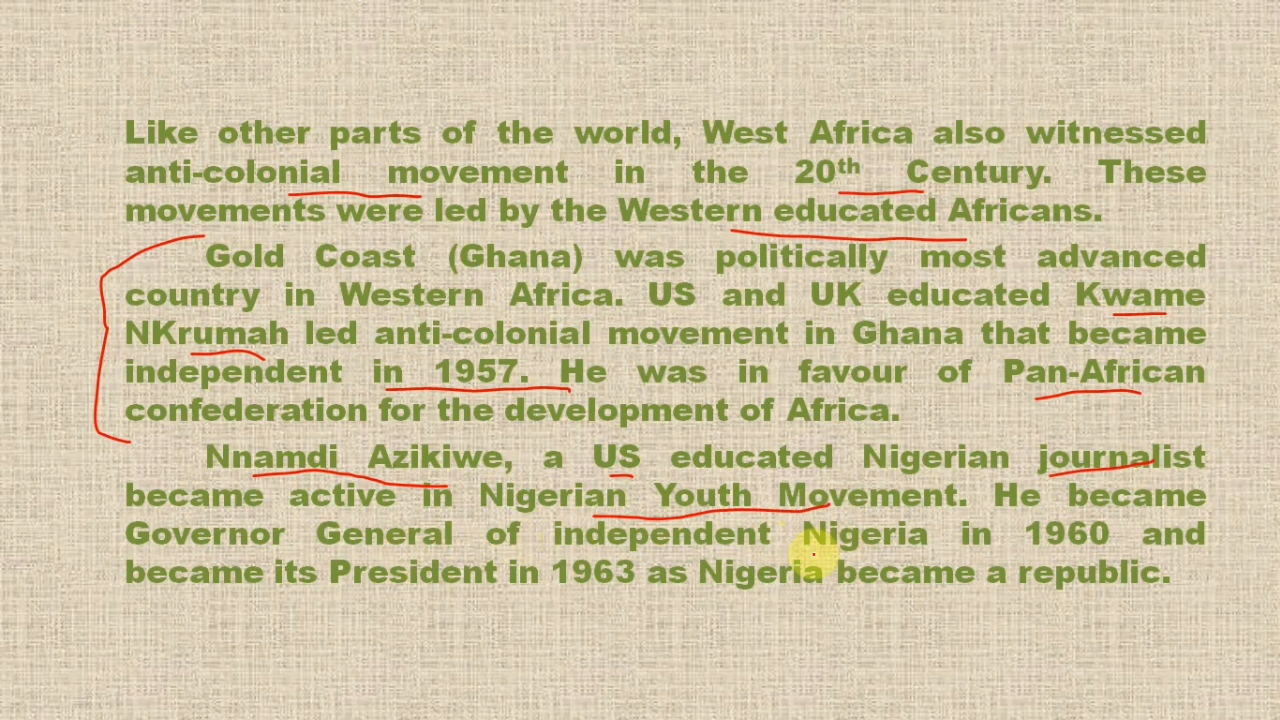 Like other parts of the world, West Africa also witnessed
anti-colonial movement in the 20th Century. These
movements were led by the Western educated Africans.
Gold Coast (Ghana) was politically most advanced
country in Western Africa. US and UK educated Kwame
NKrumah led anti-colonial movement in Ghana that became
independent in 1957. He was in favour of Pan-African
confederation for the development of Africa.
Nnamdi Azikiwe, a US educated Nigerian journalist
became active in Nigerian Youth Movement. He became
Governor General of independent Nigeria in 1960 and
became its President in 1963 as Nigeria became a republic.